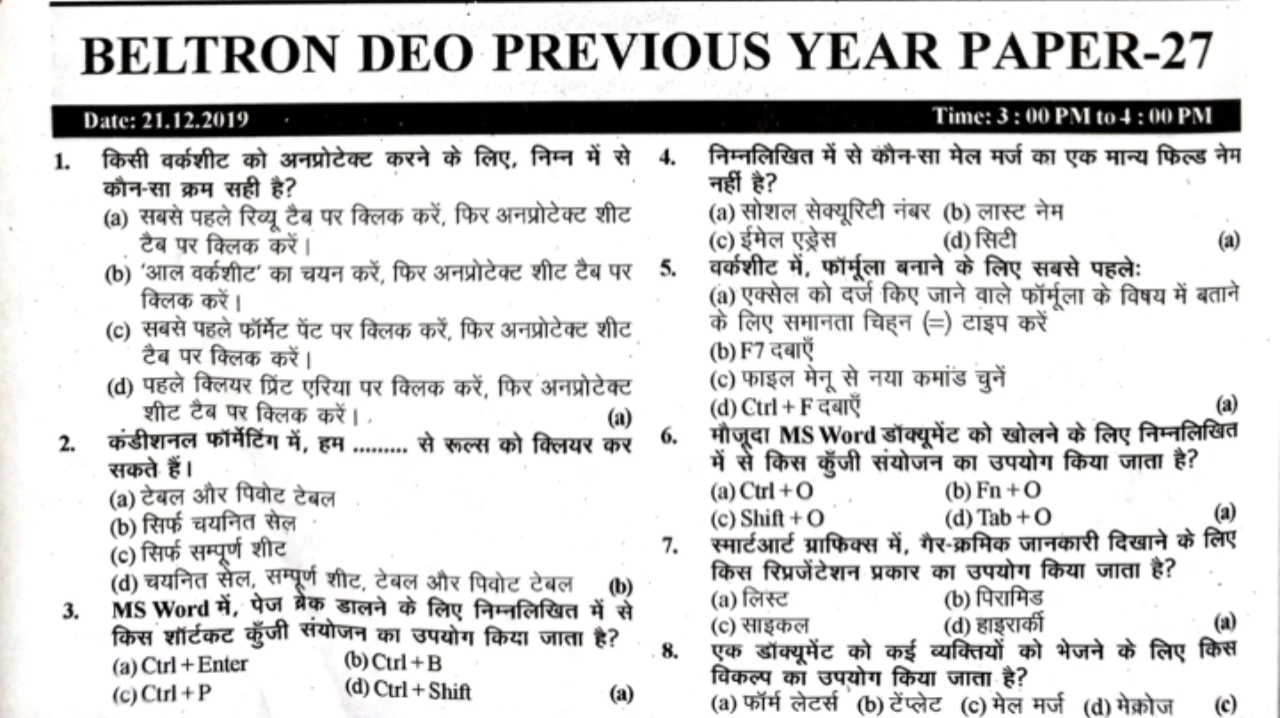 BELTRON DEO PREVIOUS YEAR PAPER-27
Date: 21.12.2019 Time: 3 : 00 PM to 4 : 00 PM
1. किसी वर्कशीट को अनप्रोटेक्ट करने के लिए, निम्न में से
कौन-सा क्रम सही है?
(a) सबसे पहले रिव्यू टैब पर क्लिक करें, फिर अनप्रोटेक्ट शीट
टैब पर क्लिक करें।
(b) 'आल वर्कशीट' का चयन करें, फिर अनप्रोटेक्ट शीट टैब पर
क्लिक करें।
(c) सबसे पहले फॉर्मेट पेंट पर क्लिक करें, फिर अनप्रोटेक्ट शीट
टैब पर क्लिक करें।
(d) पहले क्लियर प्रिंट एरिया पर क्लिक करें, फिर अनप्रोटेक्ट
शीट टैब पर क्लिक करें। (a)
2. कंडीशनल फॉर्मेटिंग में, हम ......... से रूल्स को क्लियर कर
सकते हैं।
(a) टेबल और पिवोट टेबल
(b) सिर्फ चयनित सेल
(c) सिर्फ सम्पूर्ण शीट
(d) चयनित सेल, सम्पूर्ण शीट, टेबल और पिवोट टेबल (b)
3. MS Word में, पेज ब्रेक डालने के लिए निम्नलिखित में से
किस शॉर्टकट कुँजी संयोजन का उपयोग किया जाता है?
(a) Ctrl + Enter (b) Ctrl + B
(c) Ctrl + P (d) Ctrl + Shift (a)
4. निम्नलिखित में से कौन-सा मेल मर्ज का एक मान्य फिल्ड नेम
नहीं है?
(a) सोशल सेक्यूरिटी नंबर (b) लास्ट नेम
(c) ईमेल एड्रेस (d) सिटी (a)
5. वर्कशीट में, फॉर्मूला बनाने के लिए सबसे पहलेः
(a) एक्सेल को दर्ज किए जाने वाले फॉर्मूला के विषय में बताने
के लिए समानता चिह्न (=) टाइप करें
(b) F7 दबाएँ
(c) फाइल मेनू से नया कमांड चुनें
(d) Ctrl + F दबाएँ (a)
6. मौजूदा MS Word डॉक्यूमेंट को खोलने के लिए निम्नलिखित
में से किस कुँजी संयोजन का उपयोग किया जाता है?
(a) Ctrl + O (b) Fn + O
(c) Shift + O (d) Tab + O (a)
7. स्मार्टआर्ट ग्राफिक्स में, गैर-क्रमिक जानकारी दिखाने के लिए
किस रिप्रजेंटेशन प्रकार का उपयोग किया जाता है?
(a) लिस्ट (b) पिरामिड
(c) साइकल (d) हाइरार्की (a)
8. एक डॉक्यूमेंट को कई व्यक्तियों को भेजने के लिए किस
विकल्प का उपयोग किया जाता है?
(a) फॉर्म लेटर्स (b) टेंप्लेट (c) मेल मर्ज (d) मेक्रोज (c)